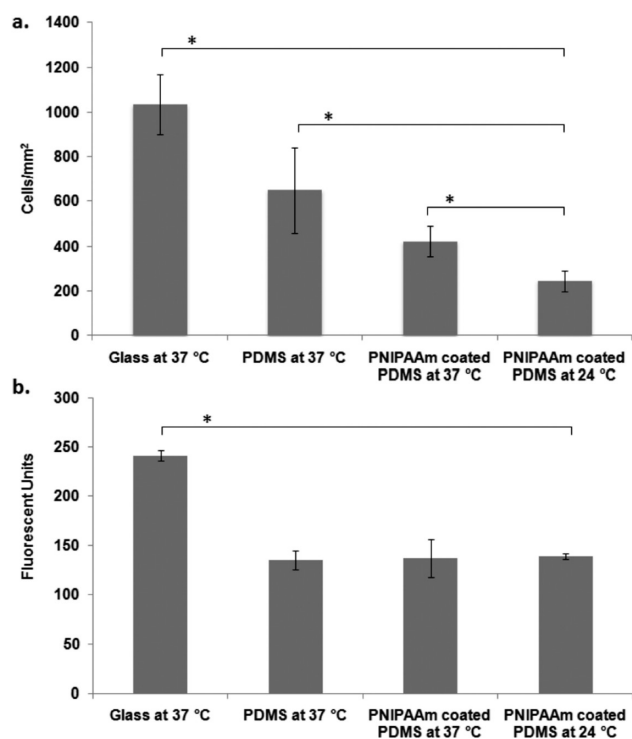 a.
*
*
*
1400
1200
1000
800
600
400
200
0
Cells/mm²
Glass at 37 °C
PDMS at 37 °C
PNIPAAm coated
PDMS at 37 °C
PNIPAAm coated
PDMS at 24 °C
b.
*
300
250
200
150
100
50
0
Fluorescent Units
Glass at 37 °C
PDMS at 37 °C
PNIPAAm coated
PDMS at 37 °C
PNIPAAm coated
PDMS at 24 °C